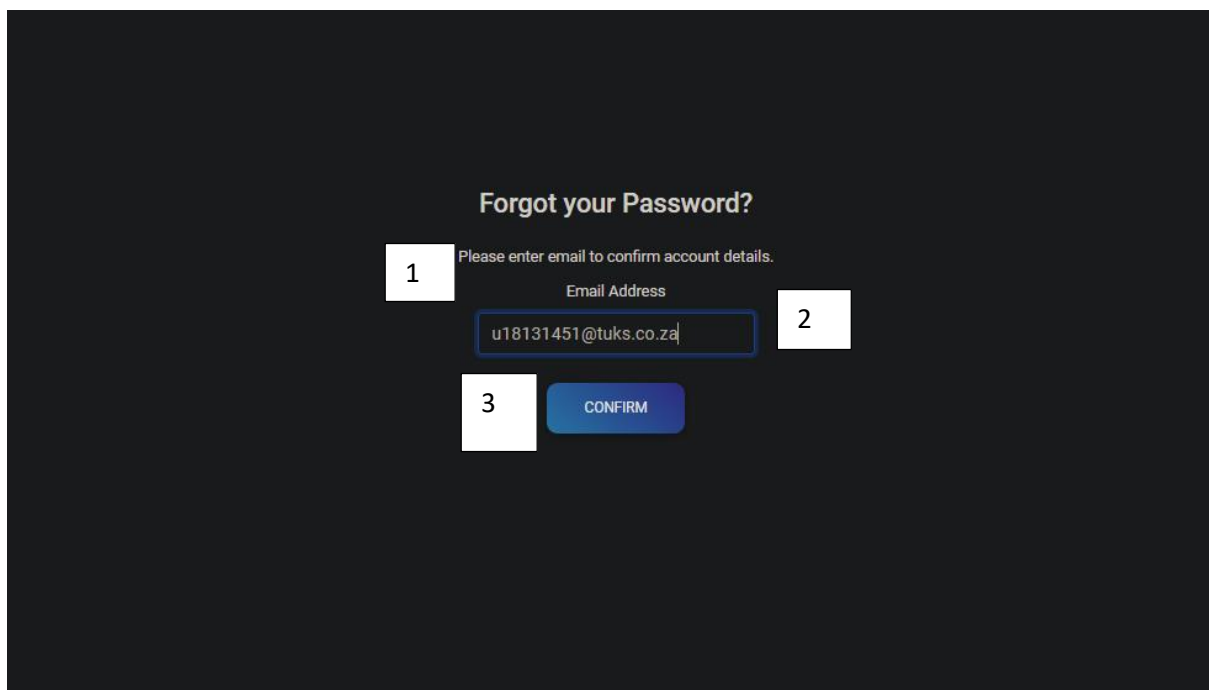 Forgot your Password?
1
Please enter email to confirm account details.
Email Address
u18131451@tuks.co.za
2
3
CONFIRM